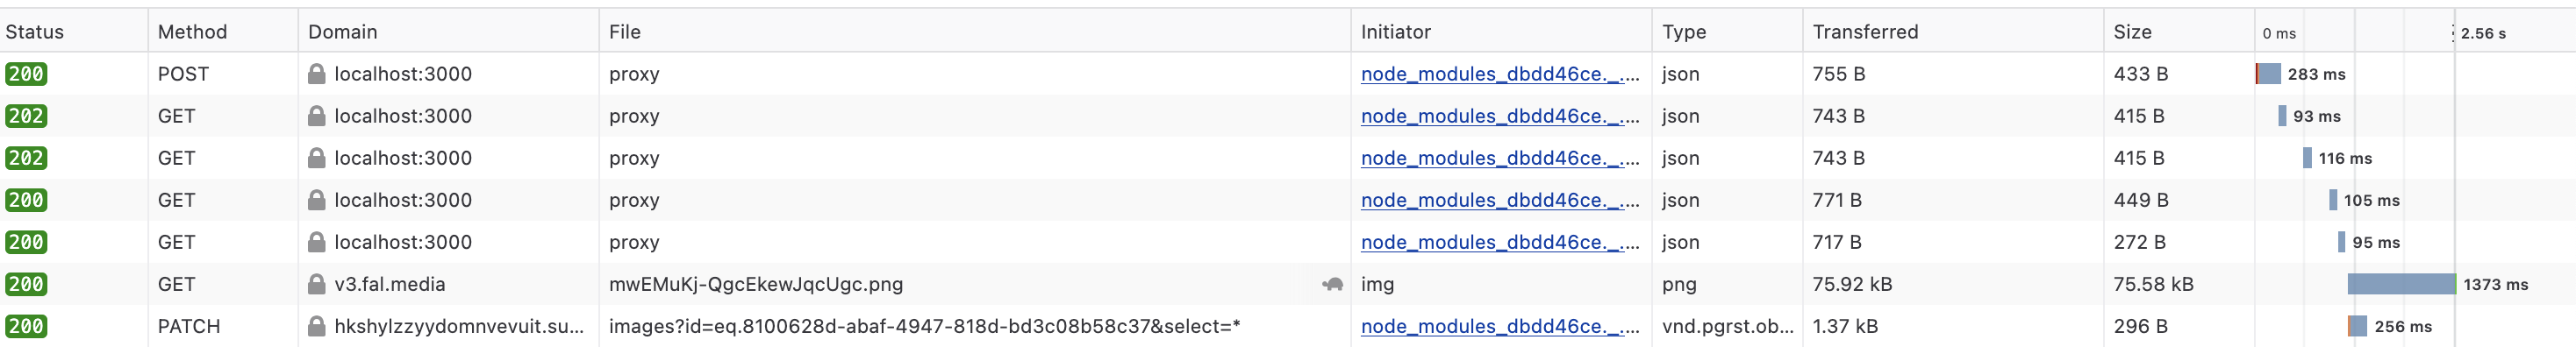 Status Method Domain File Initiator Type Transferred Size 0 ms 2.56 s
200 POST localhost:3000 proxy node_modules_dbdd46ce._.… json 755 B 433 B 283 ms
202 GET localhost:3000 proxy node_modules_dbdd46ce._.… json 743 B 415 B 93 ms
202 GET localhost:3000 proxy node_modules_dbdd46ce._.… json 743 B 415 B 116 ms
200 GET localhost:3000 proxy node_modules_dbdd46ce._.… json 771 B 449 B 105 ms
200 GET localhost:3000 proxy node_modules_dbdd46ce._.… json 717 B 272 B 95 ms
200 GET v3.fal.media mwEMuKj-QgcEkewJqcUgc.png img png 75.92 kB 75.58 kB 1373 ms
200 PATCH hkshylzzyydomnvevuit.su… images?id=eq.8100628d-abaf-4947-818d-bd3c08b58c37&select=* node_modules_dbdd46ce._.… vnd.pgrst.ob… 1.37 kB 296 B 256 ms